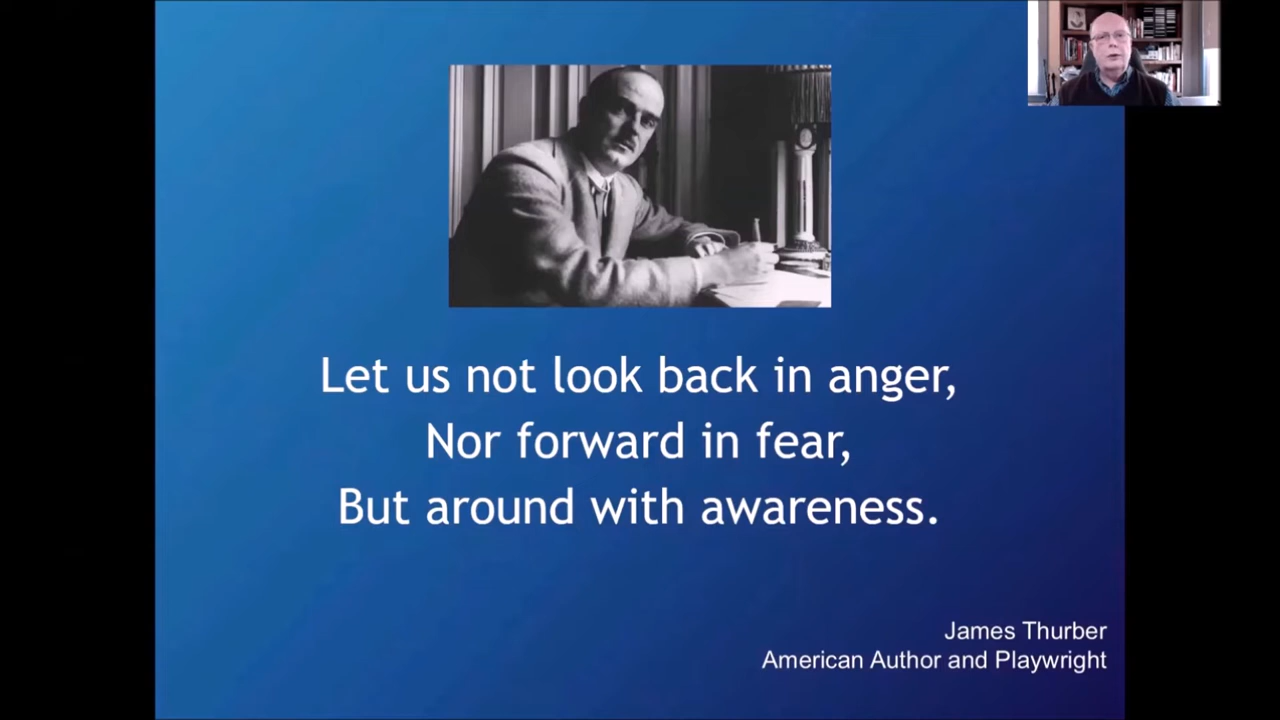 Let us not look back in anger,
Nor forward in fear,
But around with awareness.
James Thurber
American Author and Playwright